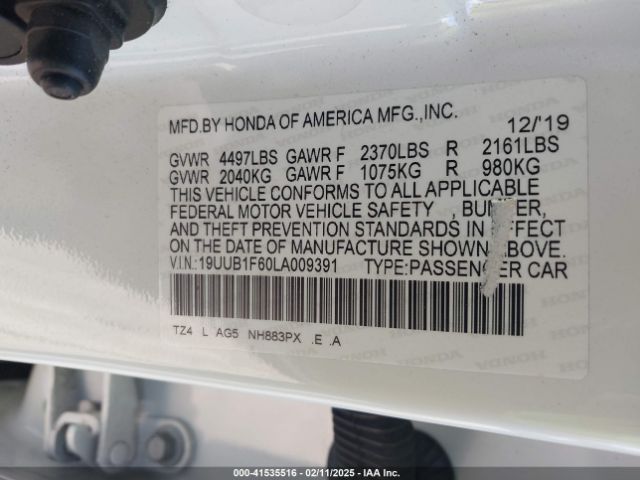 MFD.BY HONDA OF AMERICA MFG.,INC. 12/'19
GVWR 4497LBS GAWR F 2370LBS R 2161LBS
GVWR 2040KG GAWR F 1075KG R 980KG
THIS VEHICLE CONFORMS TO ALL APPLICABLE
FEDERAL MOTOR VEHICLE SAFETY , BUMPER,
AND THEFT PREVENTION STANDARDS IN EFFECT
ON THE DATE OF MANUFACTURE SHOWN ABOVE.
V.I.N.: 19UUB1F60LA009391 TYPE:PASSENGER CAR
TZ4 L AG5 NH883PX .E .A
000-41535516 - 02/11/2025 - IAA Inc.